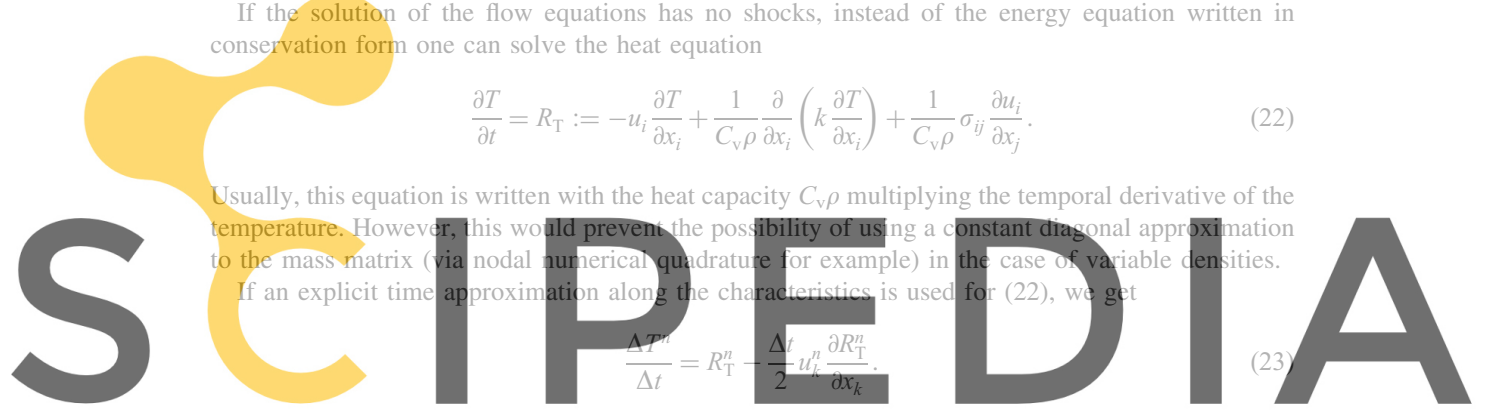 If the solution of the flow equations has no shocks, instead of the energy equation written in
conservation form one can solve the heat equation
∂T/∂t = R_T := −u_i ∂T/∂x_i + 1/(C_vρ) ∂/∂x_i (k ∂T/∂x_i) + 1/(C_vρ) σ_ij ∂u_i/∂x_j. (22)
Usually, this equation is written with the heat capacity C_vρ multiplying the temporal derivative of the
temperature. However, this would prevent the possibility of using a constant diagonal approximation
to the mass matrix (via nodal numerical quadrature for example) in the case of variable densities.
If an explicit time approximation along the characteristics is used for (22), we get
ΔT^n/Δt = R_T^n − Δt/2 u_k^n ∂R_T^n/∂x_k. (23)
SCIPEDIA